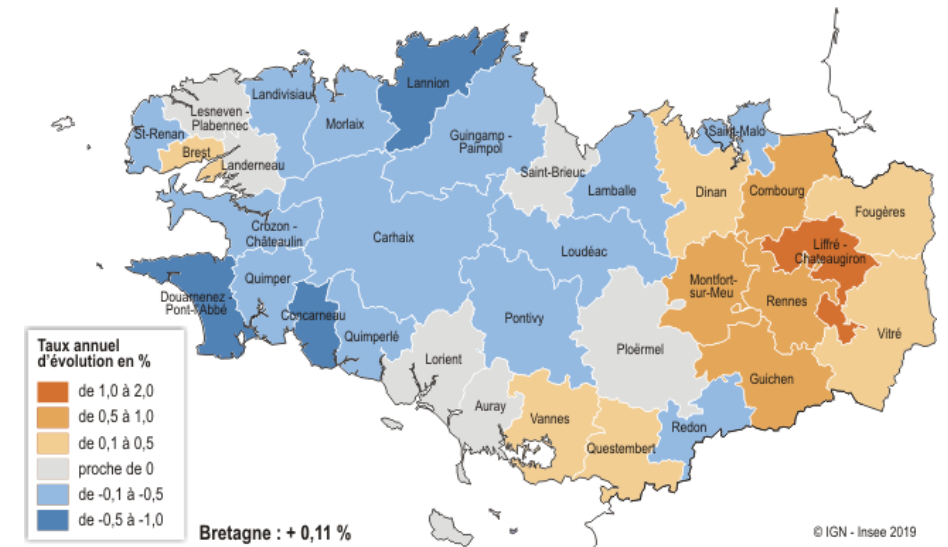 Lannion
Landivisiau
Lesneven -
Plabennec
Morlaix
St-Renan
Guingamp -
Paimpol
Saint-Malo
Brest
Landerneau
Saint-Brieuc
Lamballe
Dinan
Combourg
Fougères
Crozon -
Châteaulin
Carhaix
Loudéac
Liffré -
Chateaugiron
Quimper
Montfort-
sur-Meu
Rennes
Douarnenez -
Pont-l'Abbé
Concarneau
Quimperlé
Pontivy
Vitré
Ploërmel
Lorient
Guichen
Auray
Vannes
Redon
Questembert
Taux annuel
d'évolution en %
de 1,0 à 2,0
de 0,5 à 1,0
de 0,1 à 0,5
proche de 0
de -0,1 à -0,5
de -0,5 à -1,0
Bretagne : + 0,11 %
© IGN - Insee 2019